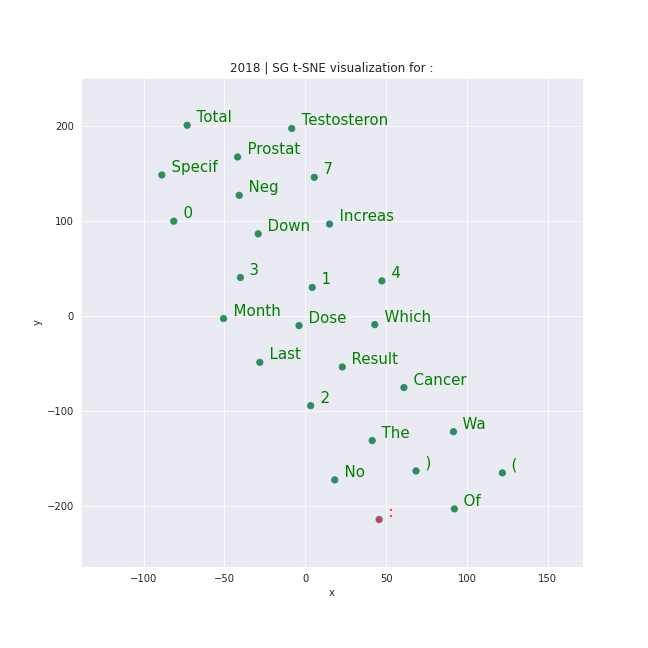 2018 | SG t-SNE visualization for :
Total
Testosteron
Prostat
Specif
7
Neg
0
Increas
Down
3
4
1
Month
Dose
Which
Last
Result
Cancer
2
Wa
The
)
(
No
Of
:
200
100
0
−100
−200
y
−100 −50 0 50 100 150
x